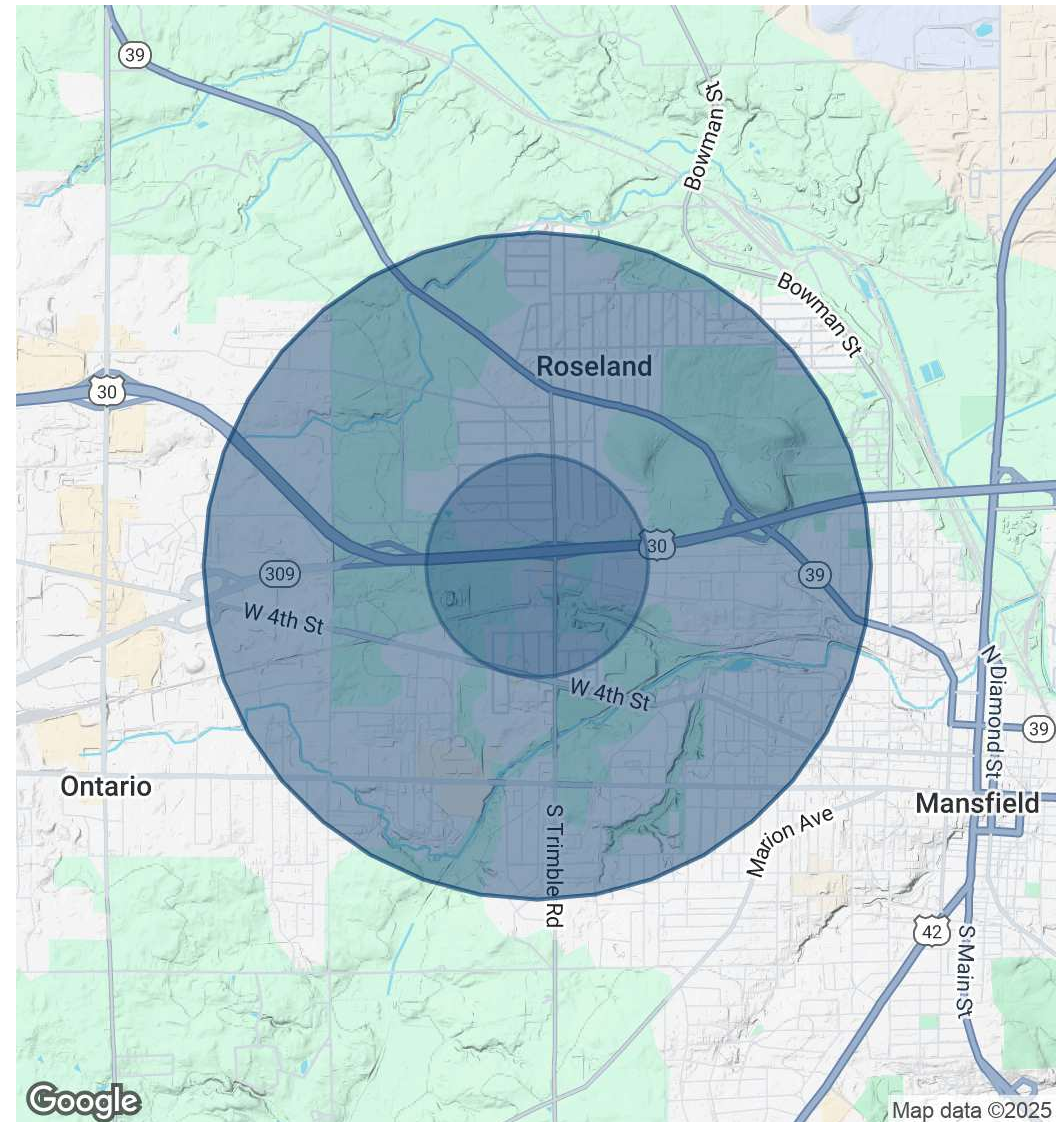 39
Bowman St
Bowman St
Roseland
30
30
309
39
W 4th St
W 4th St
N Diamond St
39
Ontario
Mansfield
S Trimble Rd
Marion Ave
42
S Main St
Google
Map data ©2025